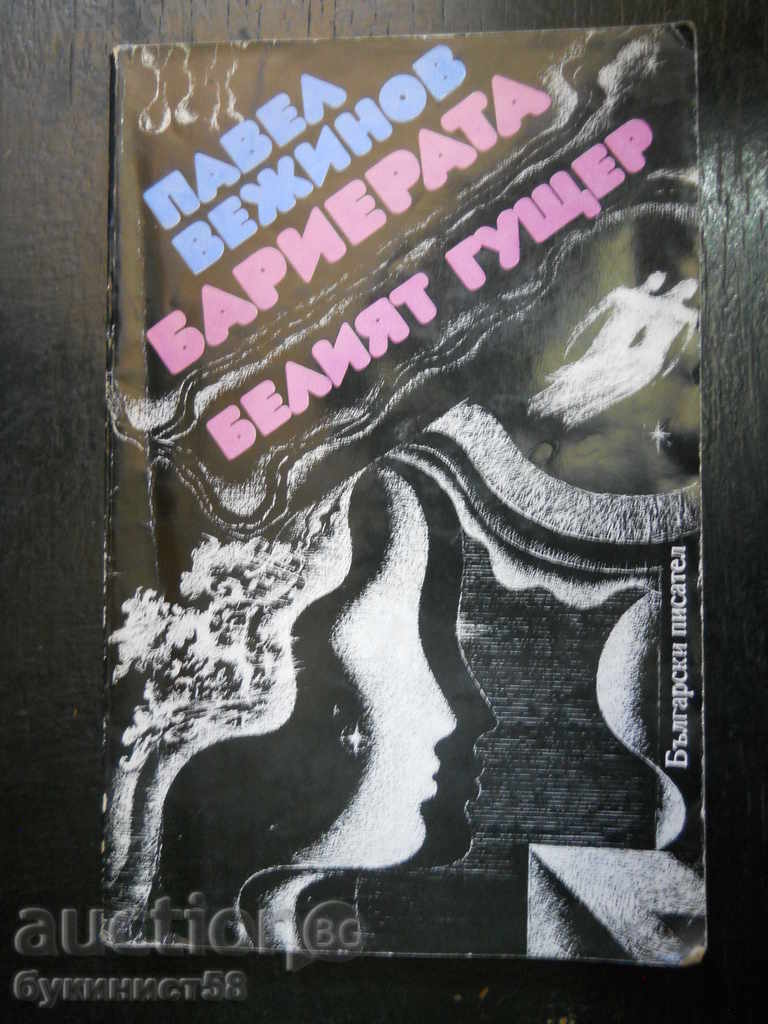 ПАВЕЛ
ВЕЖИНОВ
БАРИЕРАТА
БЕЛИЯТ ГУЩЕР
Български писател
auction BG
букинист58